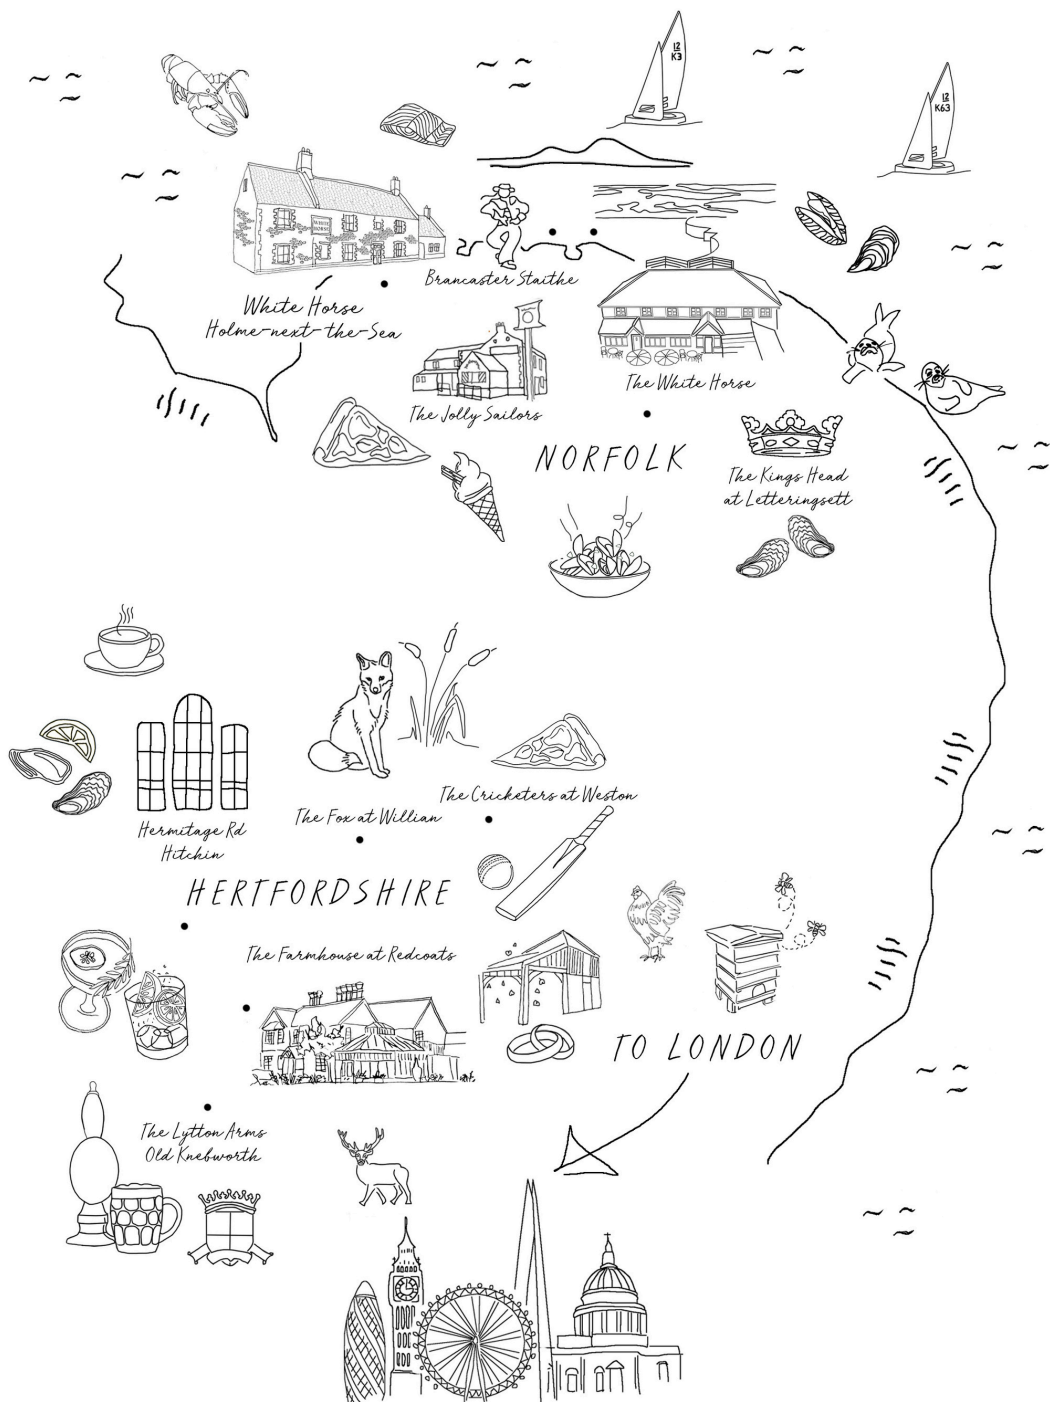 12
K3
12
K63
WHITE
HORSE
Brancaster Staithe
White Horse
Holme-next-the-Sea
The White Horse
The Jolly Sailors
NORFOLK
The Kings Head
at Letteringsett
The Cricketers at Weston
The Fox at Willian
Hermitage Rd
Hitchin
HERTFORDSHIRE
The Farmhouse at Redcoats
TO LONDON
The Lytton Arms
Old Knebworth